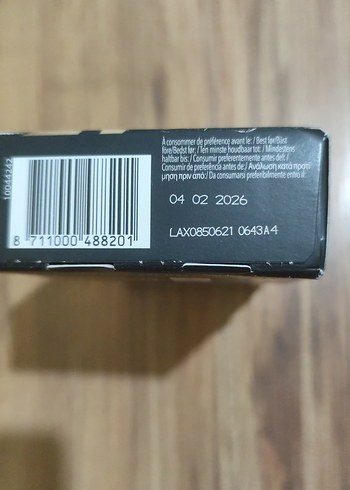 À consommer de préférence avant le: / Best før/Bäst
före/Bedst før: / Ten minste houdbaar tot: / Mindestens
haltbar bis: / Consumir preferentemente antes del: /
Consumir de preferência antes de: / Ανάλωση κατά προτί
μηση πριν από: / Da consumarsi preferibilmente entro il:
10044747
04 02 2026
LAX0850621 0643A4
8 711000 488201